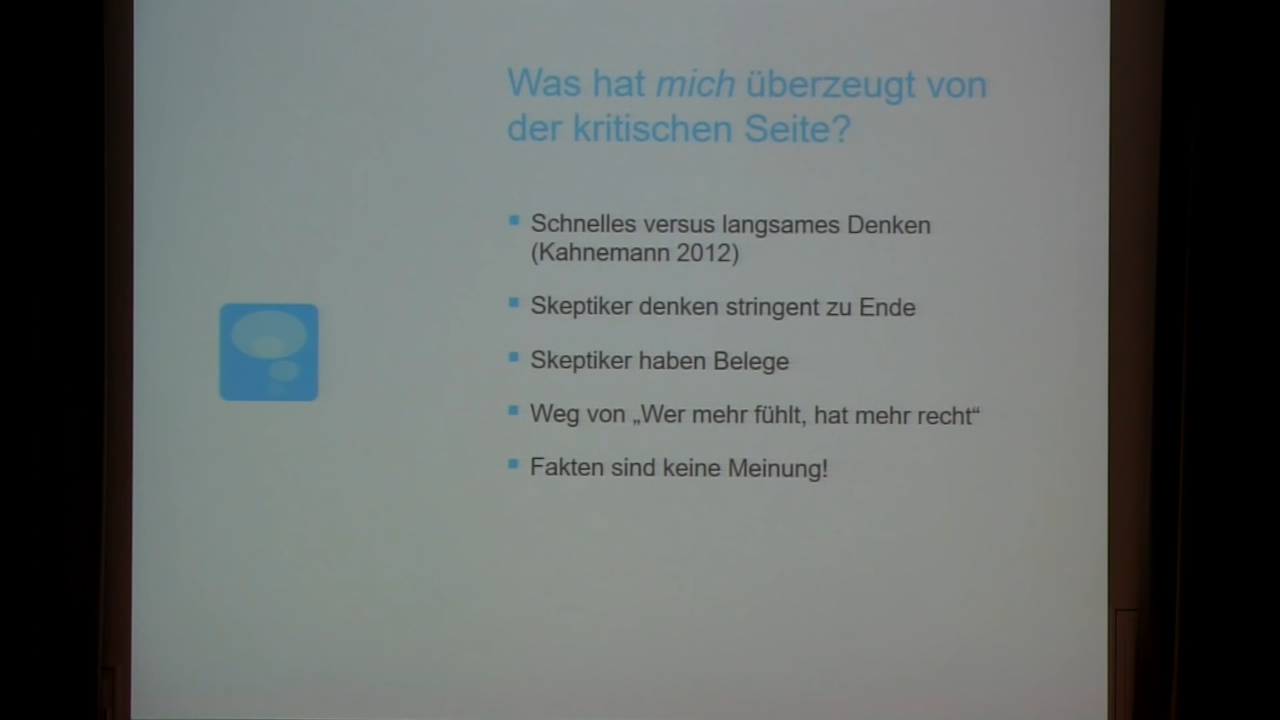 Was hat mich überzeugt von
der kritischen Seite?
Schnelles versus langsames Denken
(Kahnemann 2012)
Skeptiker denken stringent zu Ende
Skeptiker haben Belege
Weg von „Wer mehr fühlt, hat mehr recht“
Fakten sind keine Meinung!